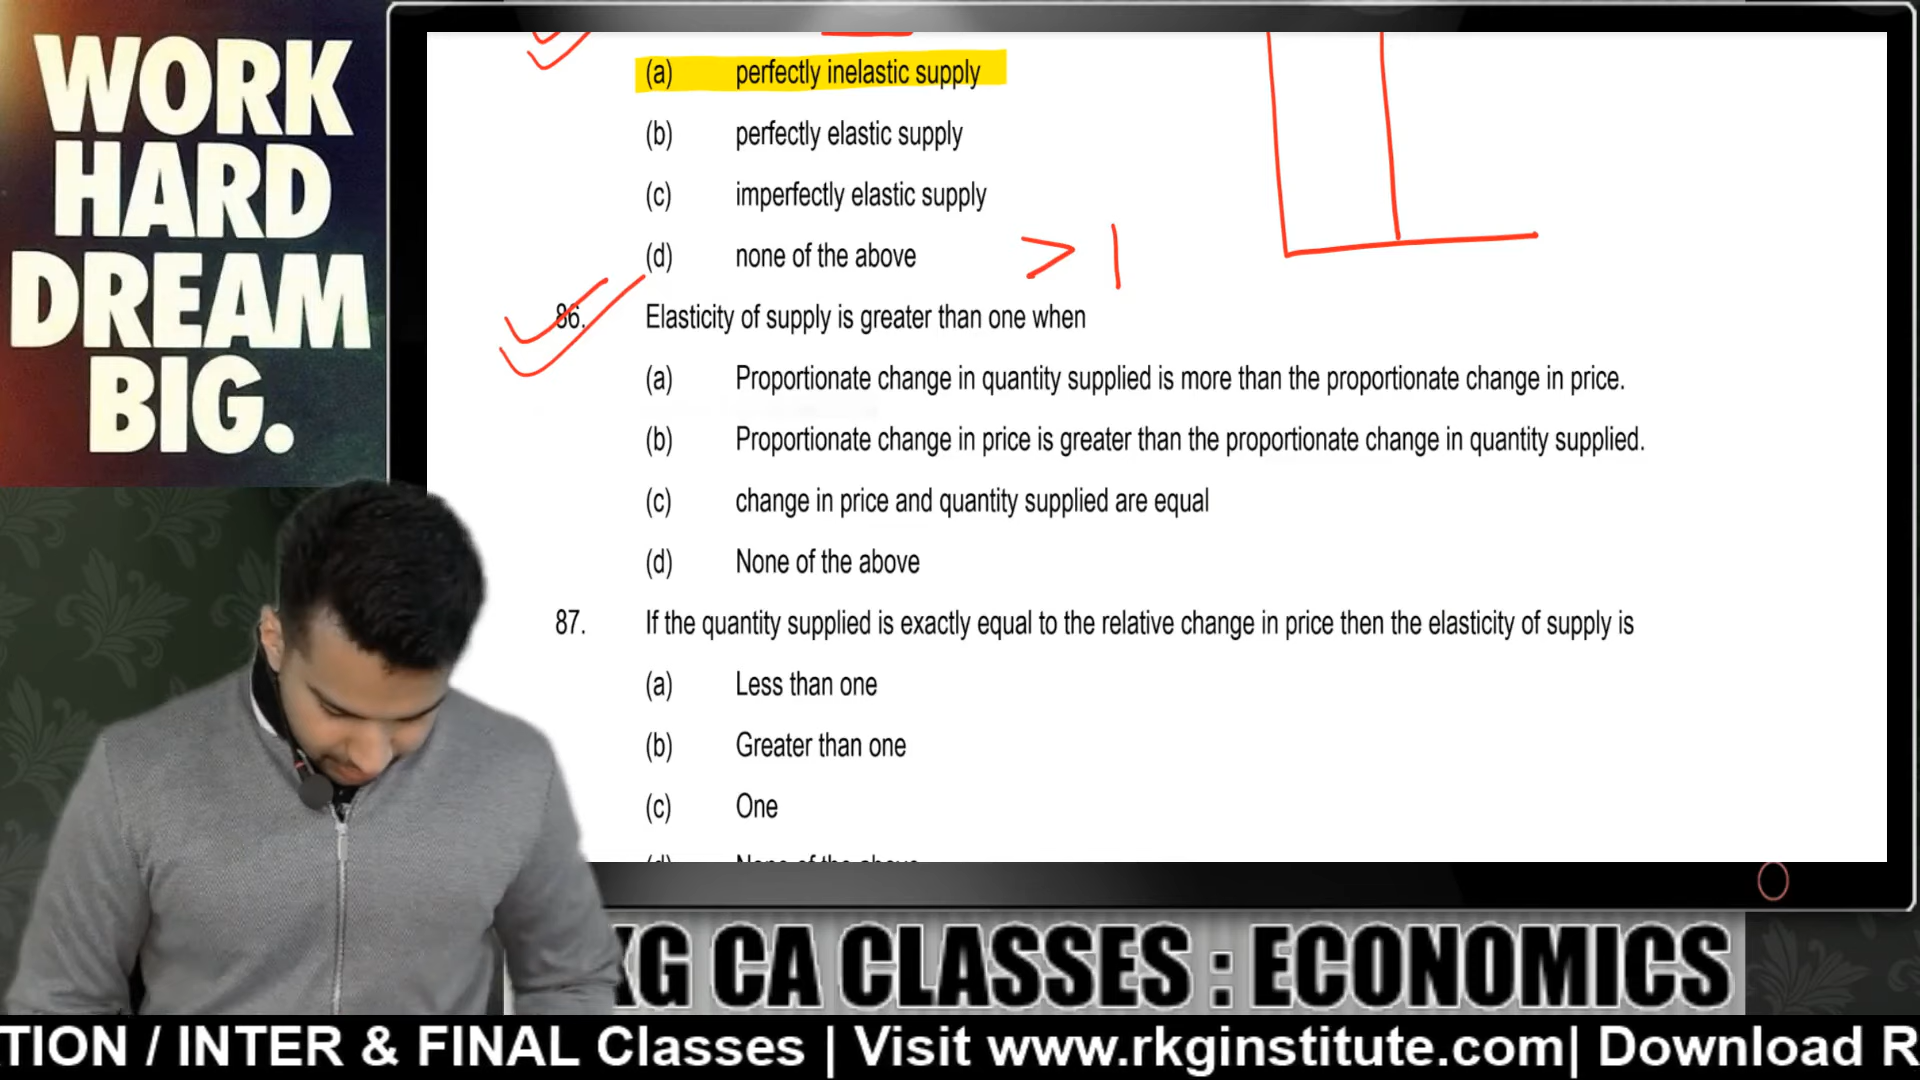 WORK
HARD
DREAM
BIG.
(a) perfectly inelastic supply
(b) perfectly elastic supply
(c) imperfectly elastic supply
(d) none of the above > 1
86. Elasticity of supply is greater than one when
(a) Proportionate change in quantity supplied is more than the proportionate change in price.
(b) Proportionate change in price is greater than the proportionate change in quantity supplied.
(c) change in price and quantity supplied are equal
(d) None of the above
87. If the quantity supplied is exactly equal to the relative change in price then the elasticity of supply is
(a) Less than one
(b) Greater than one
(c) One
(d) None of the above
KG CA CLASSES : ECONOMICS
TION / INTER & FINAL Classes | Visit www.rkginstitute.com| Download R